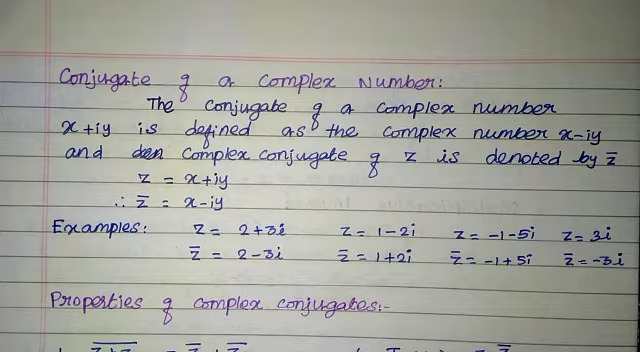 Conjugate of a Complex Number:
The conjugate of a complex number
x+iy is defined as the complex number x-iy
and den complex conjugate of z is denoted by z̅
z = x+iy
∴ z̅ = x-iy
Examples: z = 2+3i z = 1-2i z = -1-5i z = 3i
z̅ = 2-3i z̅ = 1+2i z̅ = -1+5i z̅ = -3i
Properties of complex conjugates:-